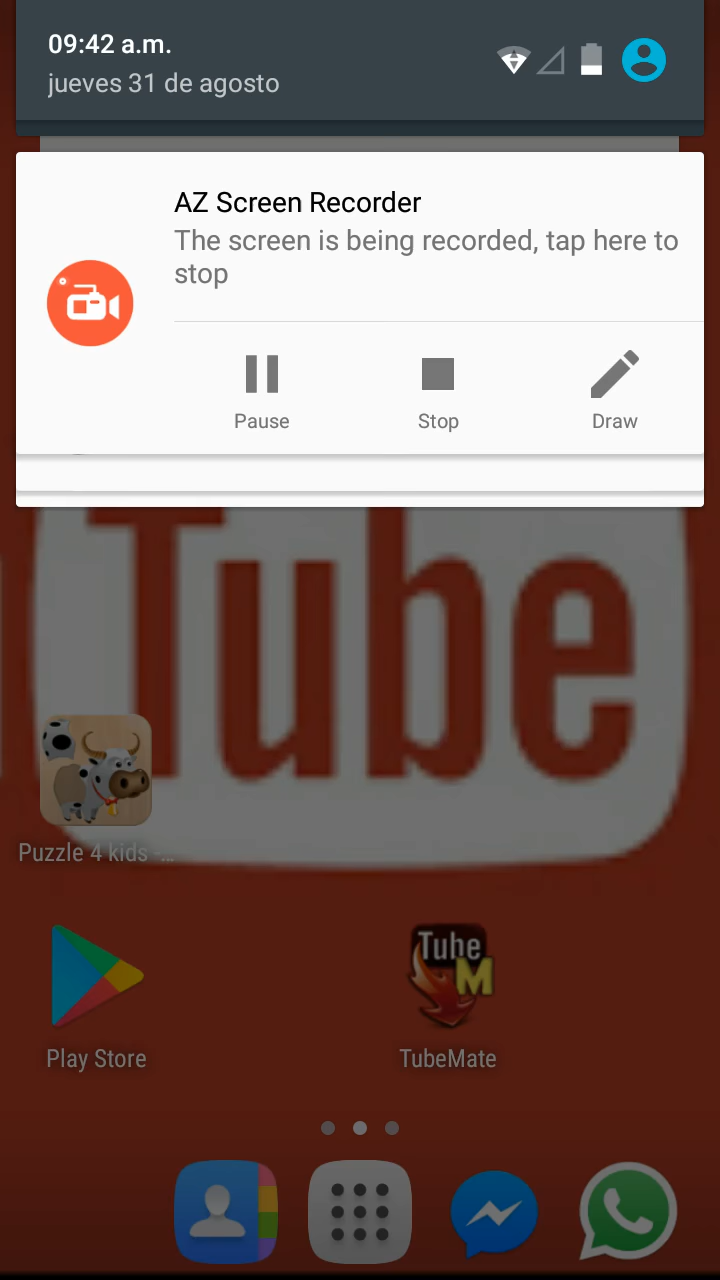 09:42 a.m.
jueves 31 de agosto
AZ Screen Recorder
The screen is being recorded, tap here to
stop
Pause
Stop
Draw
Tube
Puzzle 4 kids -...
Tube
M
Play Store
TubeMate